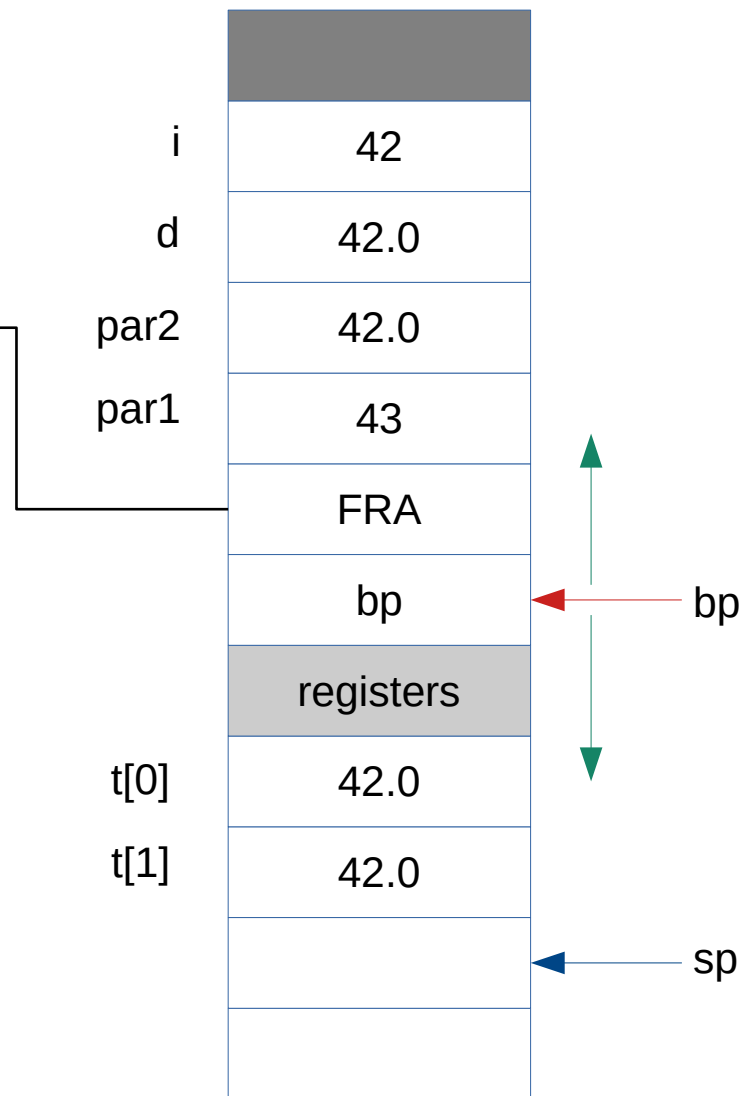 i 42
d 42.0
par2 42.0
par1 43
FRA
bp bp
registers
t[0] 42.0
t[1] 42.0
sp